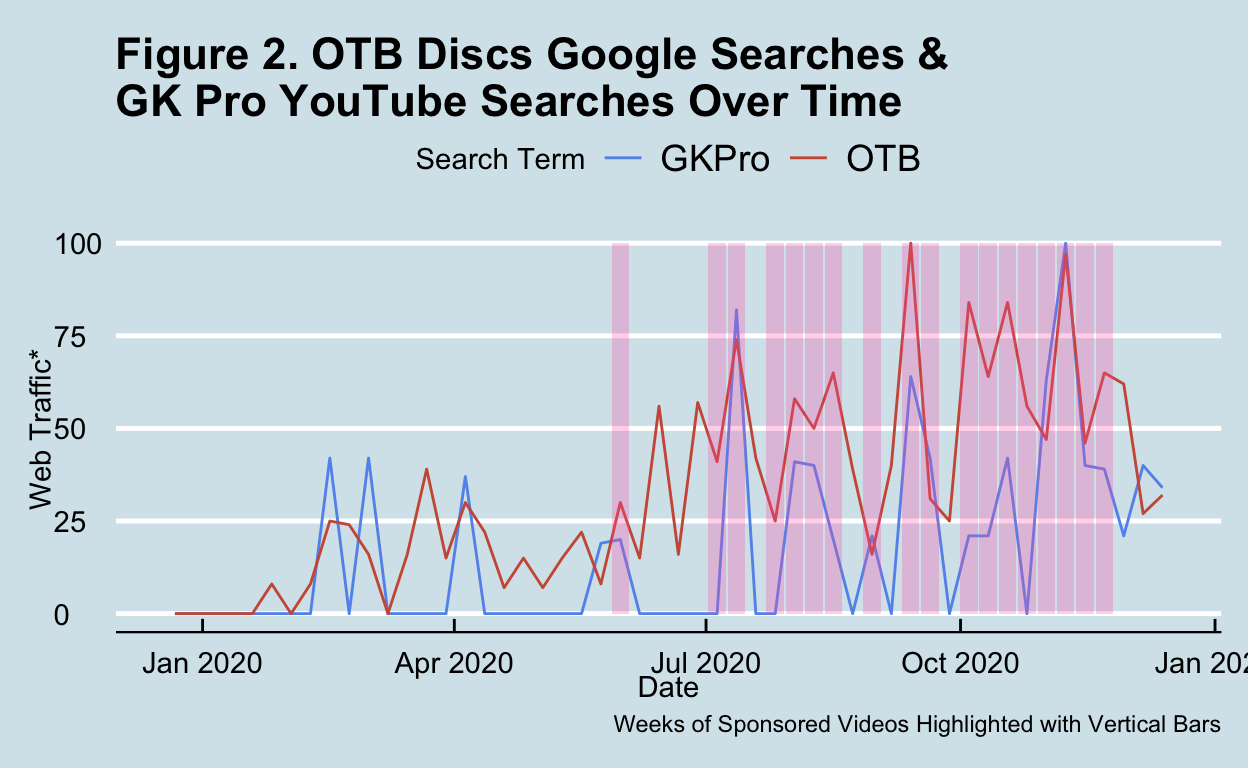 Figure 2. OTB Discs Google Searches &
GK Pro YouTube Searches Over Time
Search Term GKPro OTB
Web Traffic*
100
75
50
25
0
Jan 2020 Apr 2020 Jul 2020 Oct 2020 Jan 202
Date
Weeks of Sponsored Videos Highlighted with Vertical Bars